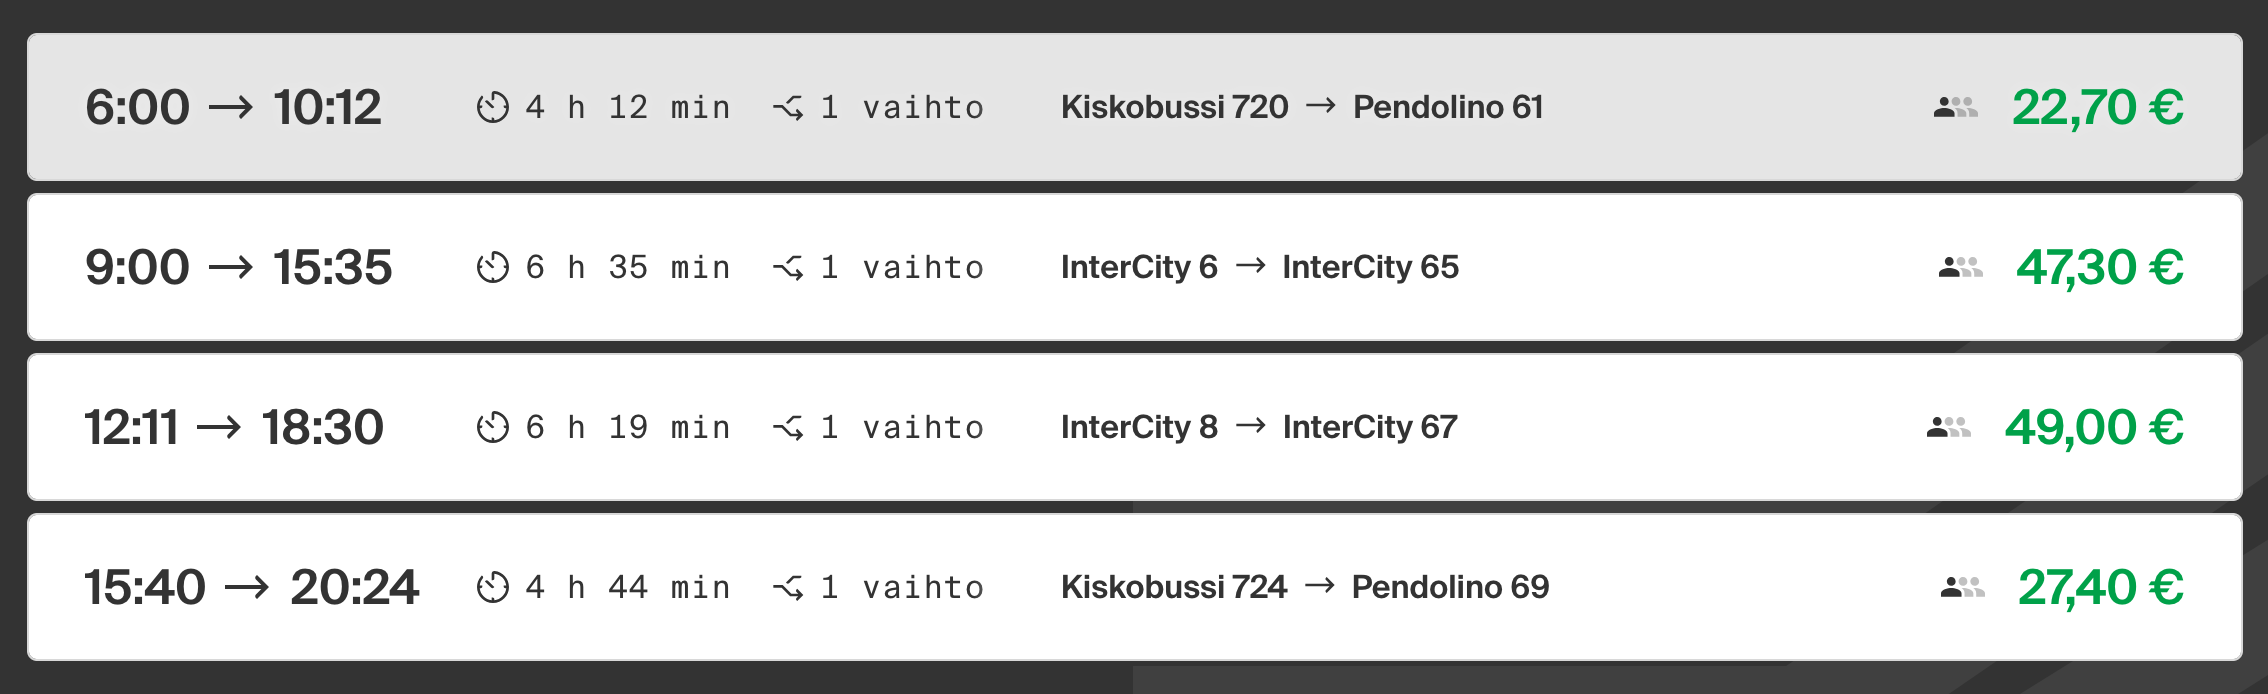 6:00 → 10:12 4 h 12 min 1 vaihto Kiskobussi 720 → Pendolino 61 22,70 €
9:00 → 15:35 6 h 35 min 1 vaihto InterCity 6 → InterCity 65 47,30 €
12:11 → 18:30 6 h 19 min 1 vaihto InterCity 8 → InterCity 67 49,00 €
15:40 → 20:24 4 h 44 min 1 vaihto Kiskobussi 724 → Pendolino 69 27,40 €